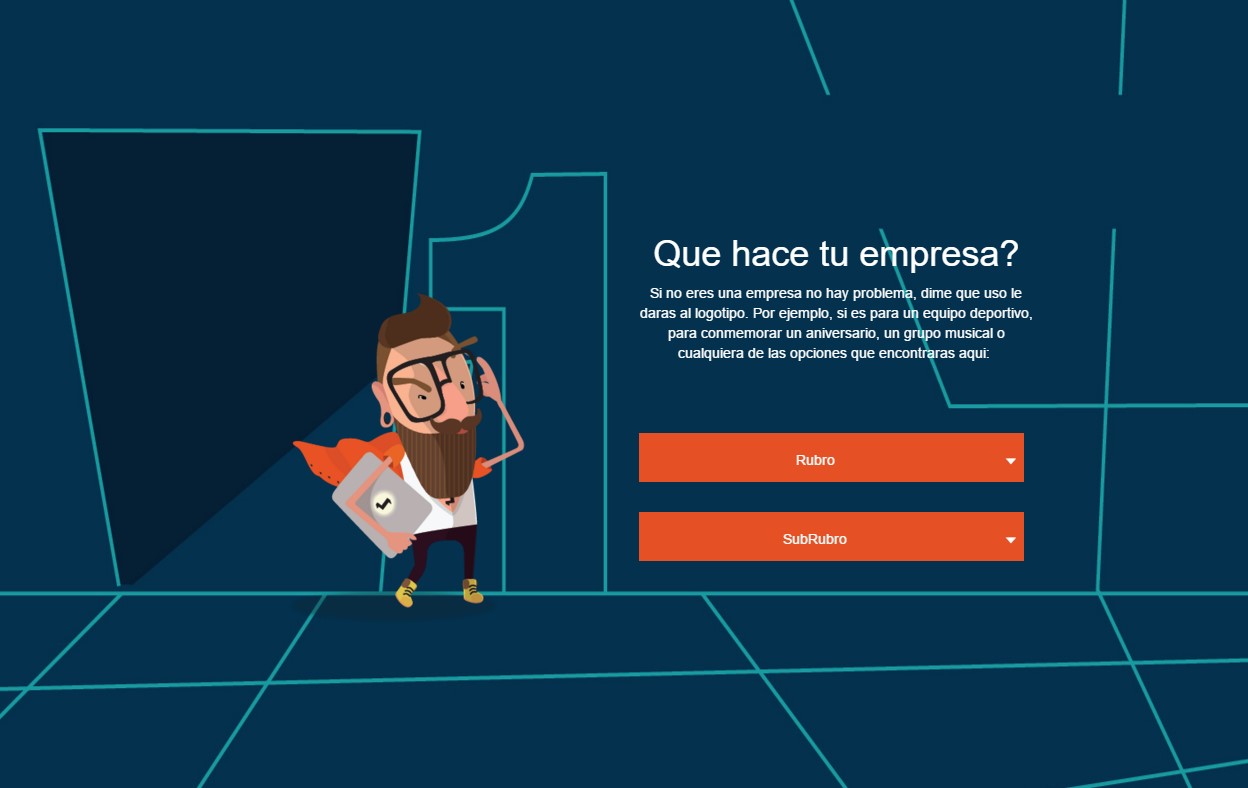 Que hace tu empresa?
Si no eres una empresa no hay problema, dime que uso le
daras al logotipo. Por ejemplo, si es para un equipo deportivo,
para conmemorar un aniversario, un grupo musical o
cualquiera de las opciones que encontraras aqui:
Rubro
SubRubro